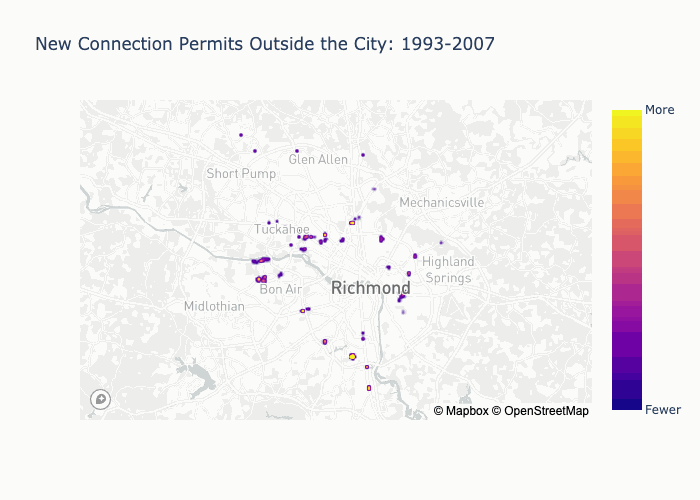 New Connection Permits Outside the City: 1993-2007
More
Glen Allen
Short Pump
Mechanicsville
Tuckahoe
Highland
Springs
Bon Air
Richmond
Midlothian
© Mapbox © OpenStreetMap
Fewer